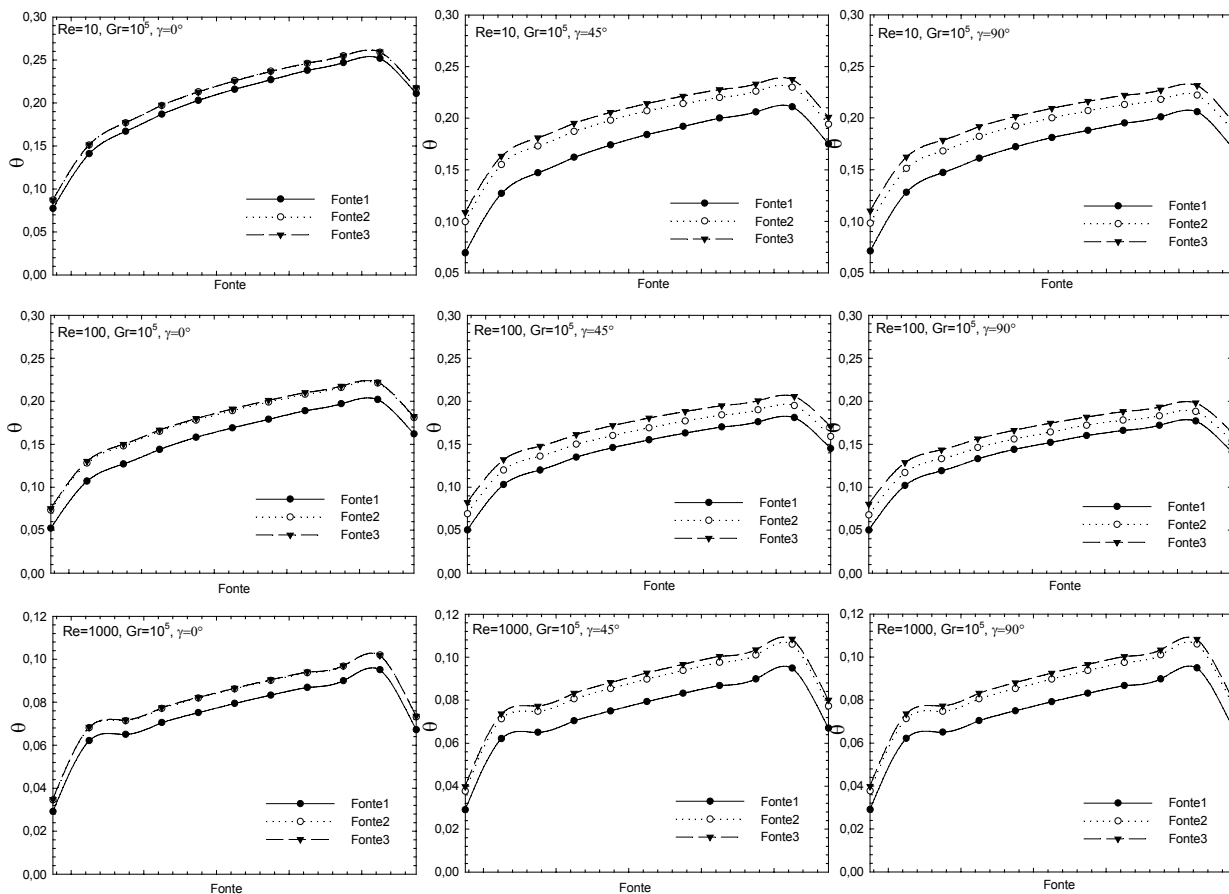 Re=10, Gr=10⁵, γ=0°
0,30
0,25
0,20
0,15
0,10
0,05
0,00
θ
Fonte1
Fonte2
Fonte3
Fonte
Re=10, Gr=10⁵, γ=45°
0,30
0,25
0,20
0,15
0,10
0,05
θ
Fonte1
Fonte2
Fonte3
Fonte
Re=10, Gr=10⁵, γ=90°
0,30
0,25
0,20
0,15
0,10
0,05
θ
Fonte1
Fonte2
Fonte3
Fonte
Re=100, Gr=10⁵, γ=0°
0,30
0,25
0,20
0,15
0,10
0,05
0,00
θ
Fonte1
Fonte2
Fonte3
Fonte
Re=100, Gr=10⁵, γ=45°
0,30
0,25
0,20
0,15
0,10
0,05
0,00
θ
Fonte1
Fonte2
Fonte3
Fonte
Re=100, Gr=10⁵, γ=90°
0,30
0,25
0,20
0,15
0,10
0,05
0,00
θ
Fonte1
Fonte2
Fonte3
Fonte
Re=1000, Gr=10⁵, γ=0°
0,12
0,10
0,08
0,06
0,04
0,02
0,00
θ
Fonte1
Fonte2
Fonte3
Fonte
Re=1000, Gr=10⁵, γ=45°
0,12
0,10
0,08
0,06
0,04
0,02
0,00
θ
Fonte1
Fonte2
Fonte3
Fonte
Re=1000, Gr=10⁵, γ=90°
0,12
0,10
0,08
0,06
0,04
0,02
0,00
θ
Fonte1
Fonte2
Fonte3
Fonte